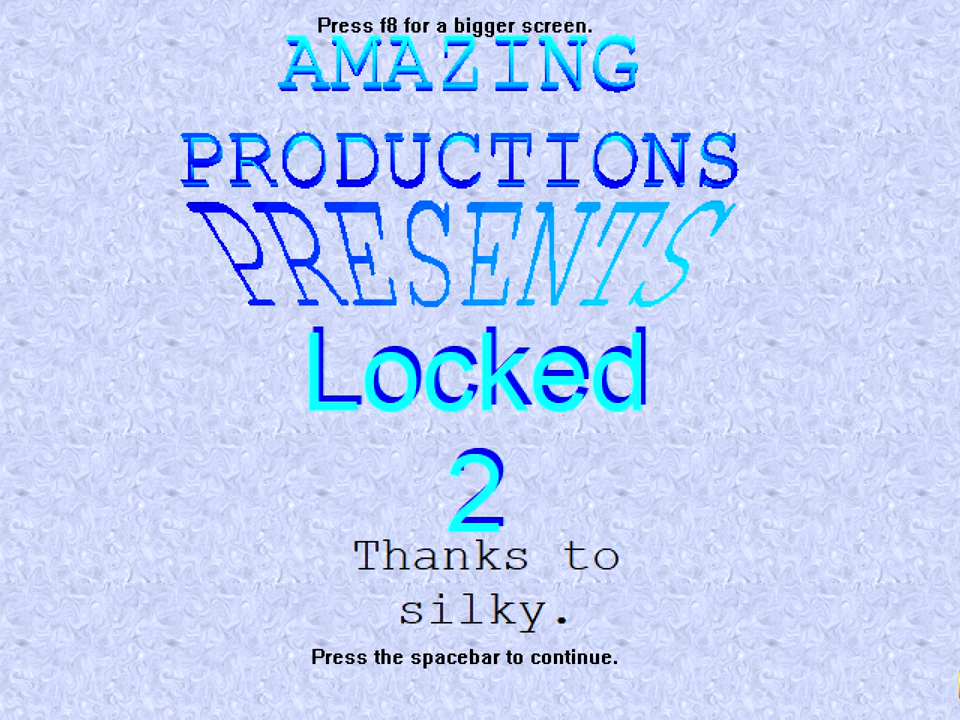 Press f8 for a bigger screen.
AMAZING
PRODUCTIONS
PRESENTS
Locked
2
Thanks to
silky.
Press the spacebar to continue.